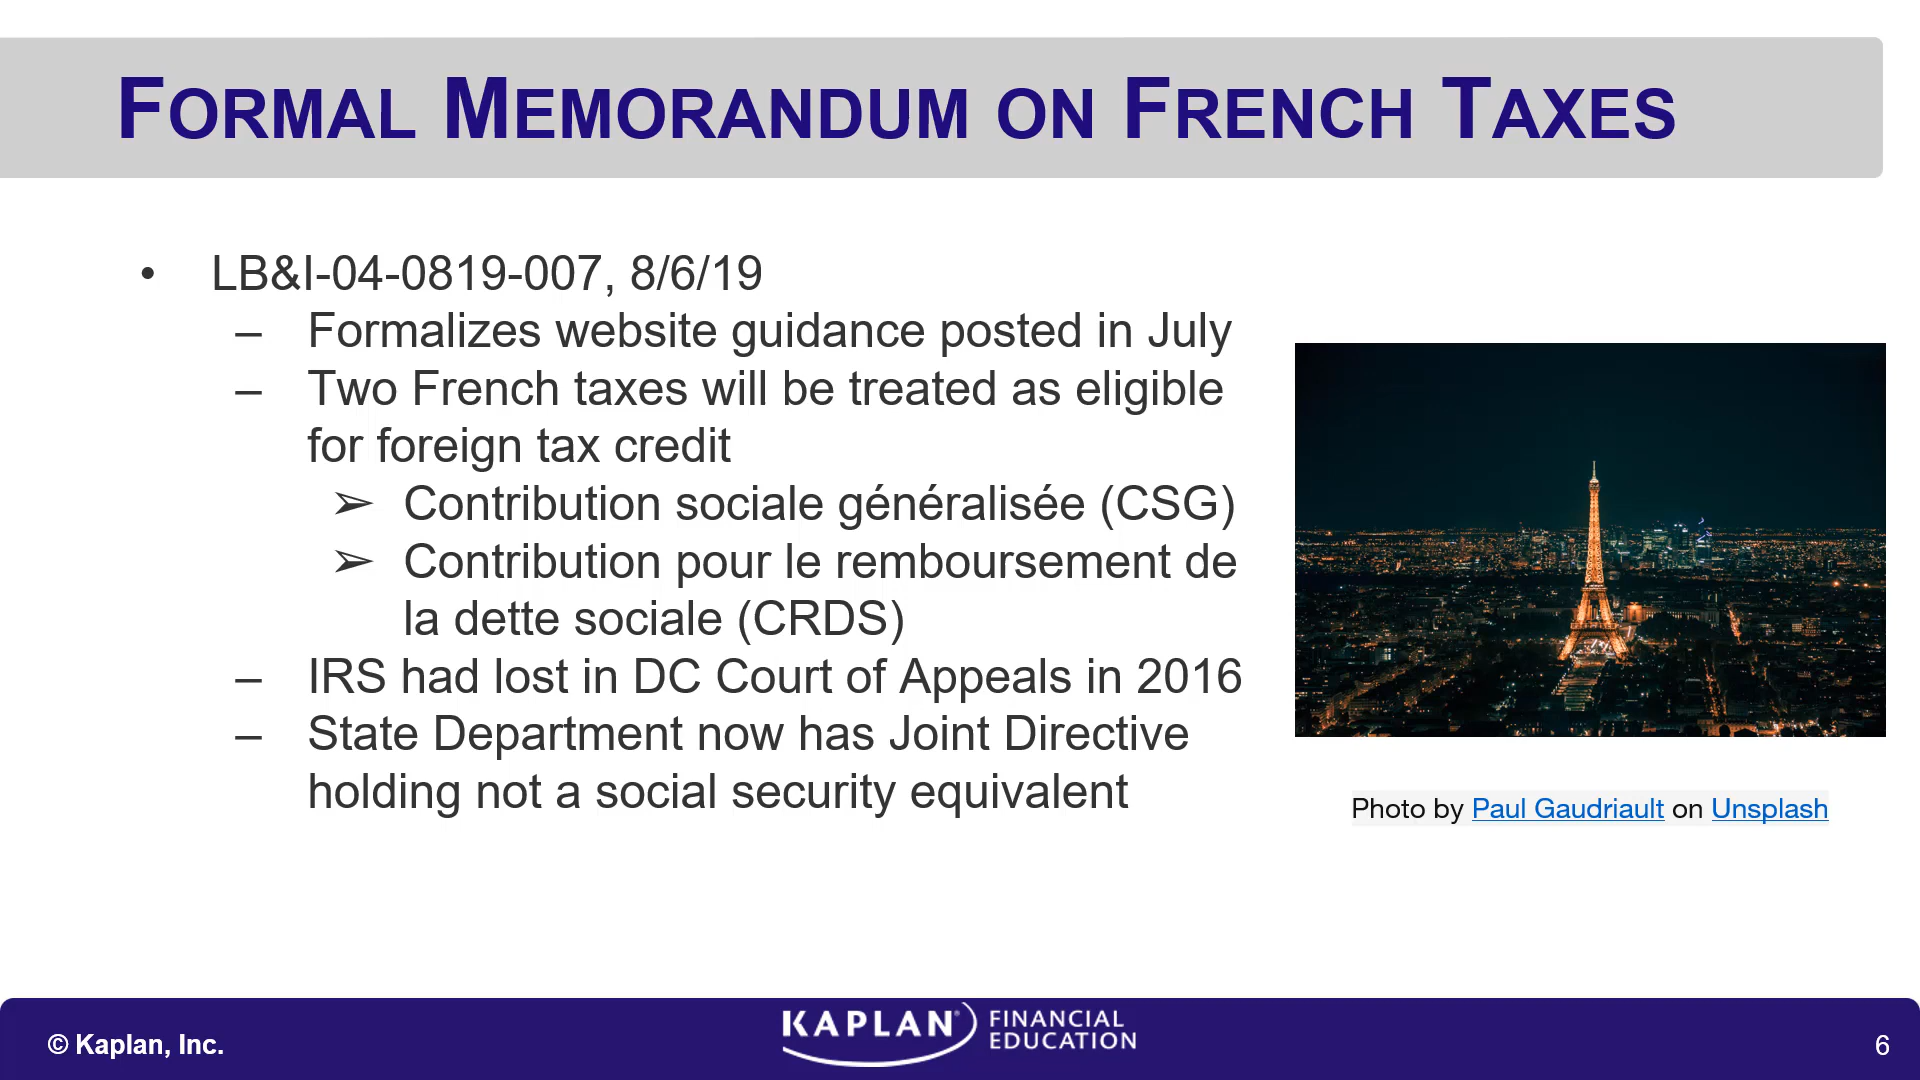 FORMAL MEMORANDUM ON FRENCH TAXES
• LB&I-04-0819-007, 8/6/19
– Formalizes website guidance posted in July
– Two French taxes will be treated as eligible
for foreign tax credit
➢ Contribution sociale généralisée (CSG)
➢ Contribution pour le remboursement de
la dette sociale (CRDS)
– IRS had lost in DC Court of Appeals in 2016
– State Department now has Joint Directive
holding not a social security equivalent
Photo by Paul Gaudriault on Unsplash
© Kaplan, Inc.
KAPLAN® FINANCIAL
EDUCATION
6